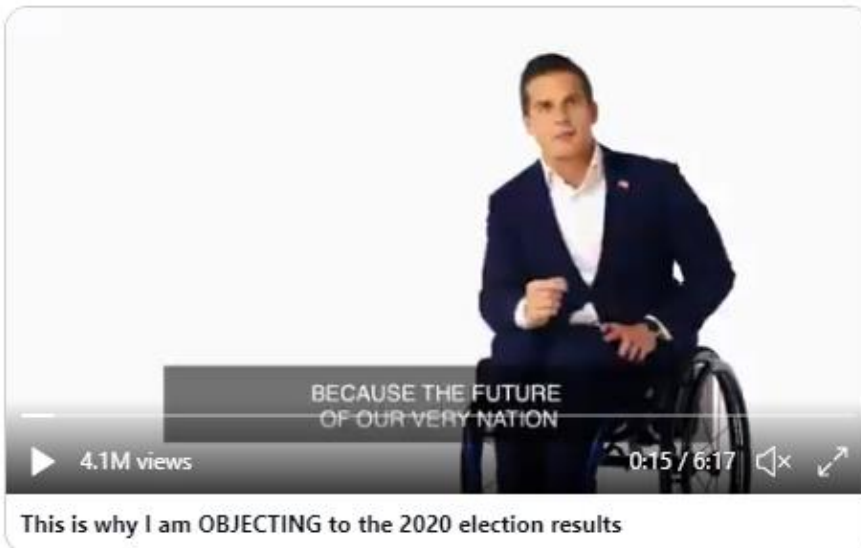 BECAUSE THE FUTURE
OF OUR VERY NATION
4.1M views
0:15 / 6:17
This is why I am OBJECTING to the 2020 election results